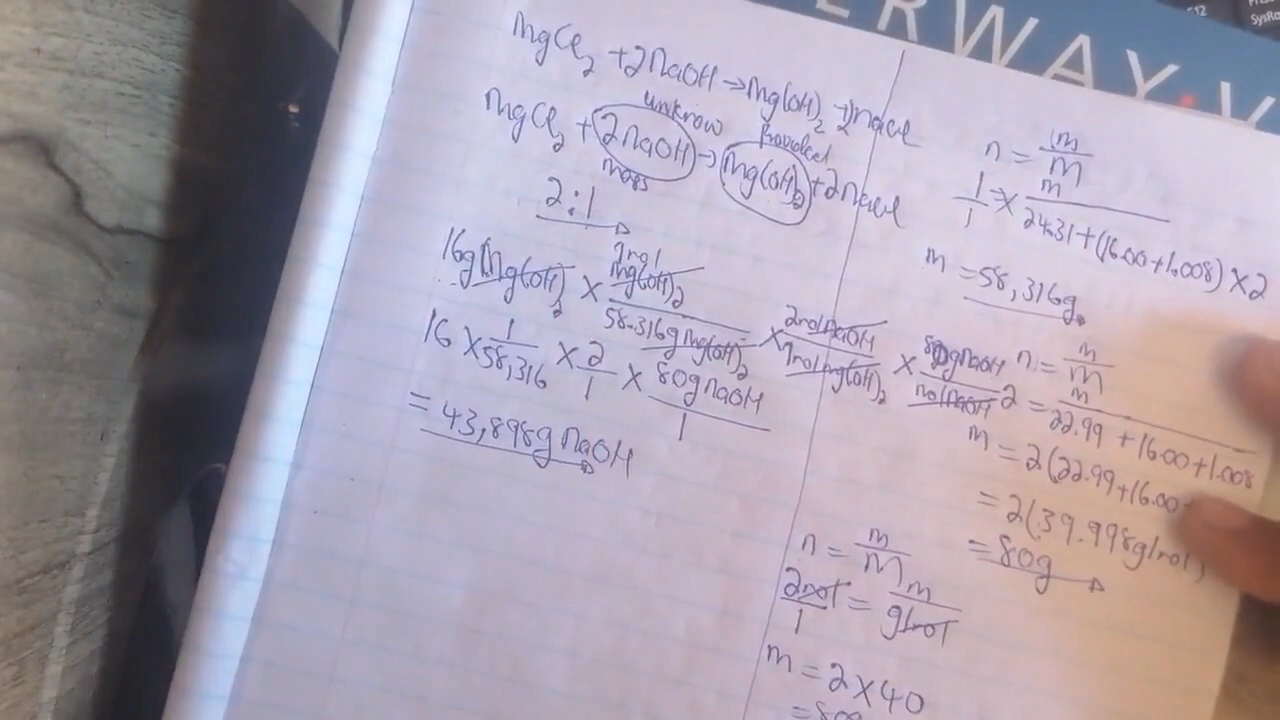 ERWAY.V
SysRo
MgCl₂ + 2NaOH → Mg(OH)₂ + 2NaCl
unknow provided
MgCl₂ + 2NaOH → Mg(OH)₂ + 2NaCl
mass
2:1
16g Mg(OH)₂ × 1mol Mg(OH)₂ / 58.316g Mg(OH)₂ × 2mol NaOH / 1mol Mg(OH)₂ × 80g NaOH / mol NaOH
16 × 1/58,316 × 2/1 × 80g NaOH / 1
= 43,898g NaOH
n = m/M
1/1 = m / 24.31 + (16.00 + 1.008) × 2
m = 58,316g
n = m/M
2 = m / 22.99 + 16.00 + 1.008
m = 2(22.99 + 16.00 +
= 2(39.998g/mol)
= 80g
n = m/M
2mol/1 = m / g/mol
m = 2 × 40
= 80g